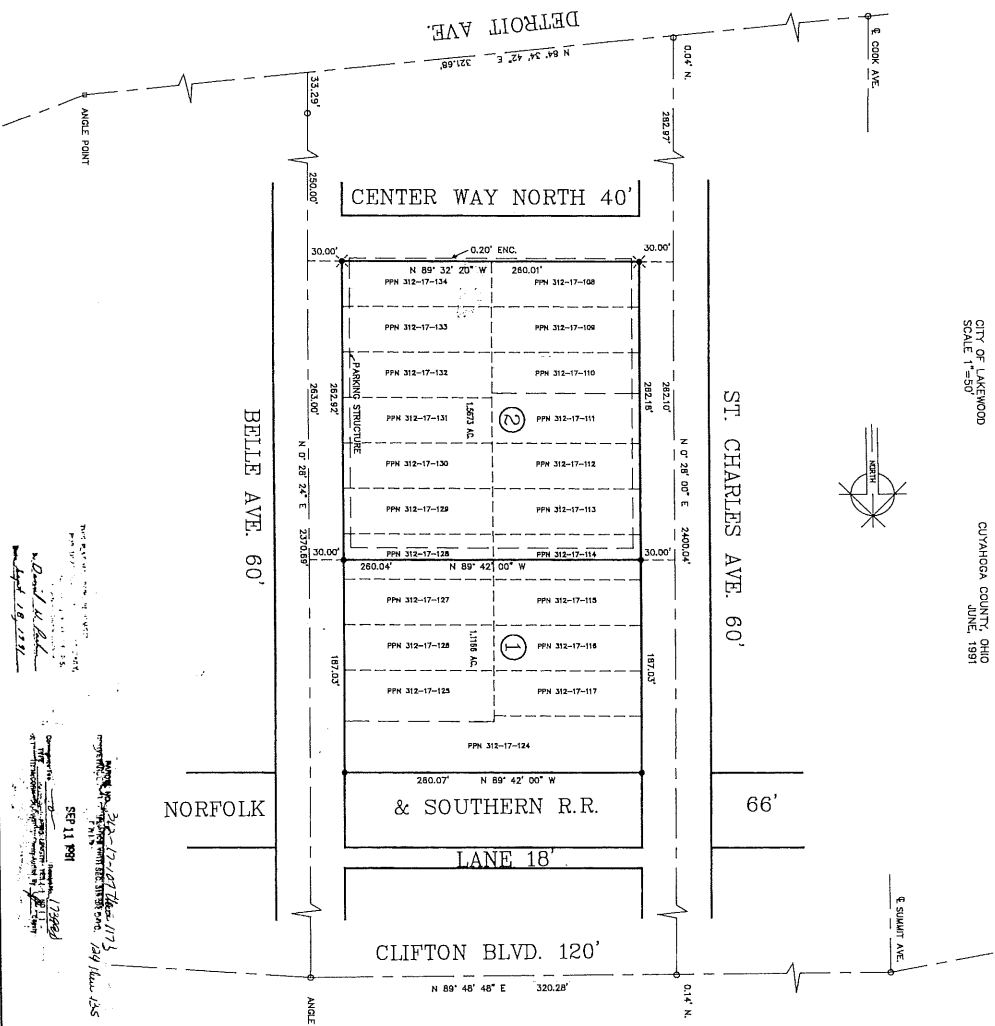 DETROIT AVE.
N 84° 34' 42" E 321.68'
℄ COOK AVE.
0.04' N.
282.97'
33.29'
ANGLE POINT
250.00'
CENTER WAY NORTH 40'
30.00'
0.20' ENC.
30.00'
N 89° 32' 20" W 260.01'
PPN 312-17-134
PPN 312-17-108
PPN 312-17-133
PPN 312-17-109
PPN 312-17-132
PPN 312-17-110
PPN 312-17-131
PPN 312-17-111
PPN 312-17-130
PPN 312-17-112
PPN 312-17-129
PPN 312-17-113
PPN 312-17-128
PPN 312-17-114
PARKING STRUCTURE
1.5673 AC.
2
262.92'
263.00'
262.18'
262.10'
BELLE AVE. 60'
N 0° 28' 24" E 2370.69'
ST. CHARLES AVE. 60'
N 0° 28' 00" E 2400.04'
CITY OF LAKEWOOD
SCALE 1"=50'
NORTH
CUYAHOGA COUNTY, OHIO
JUNE, 1991
30.00'
30.00'
260.04' N 89° 42' 00" W
PPN 312-17-127
PPN 312-17-115
PPN 312-17-126
PPN 312-17-116
PPN 312-17-125
PPN 312-17-117
1.1166 AC.
1
187.03'
187.03'
PPN 312-17-124
260.07' N 89° 42' 00" W
NORFOLK & SOUTHERN R.R. 66'
LANE 18'
CLIFTON BLVD. 120'
N 89° 48' 48" E 320.28'
0.14' N.
℄ SUMMIT AVE.
ANGLE
SEP 11 1991